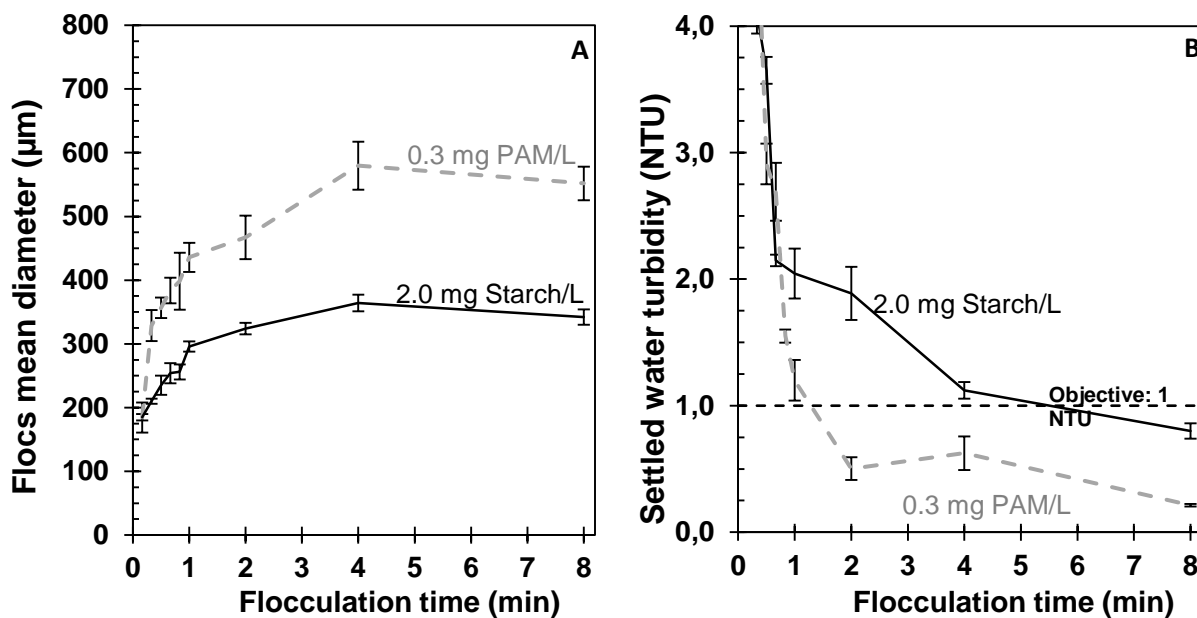 A
Flocs mean diameter (µm)
800
700
600
500
400
300
200
100
0
0.3 mg PAM/L
2.0 mg Starch/L
0 1 2 3 4 5 6 7 8
Flocculation time (min)
B
Settled water turbidity (NTU)
4,0
3,0
2,0
1,0
0,0
2.0 mg Starch/L
Objective: 1
NTU
0.3 mg PAM/L
0 1 2 3 4 5 6 7 8
Flocculation time (min)